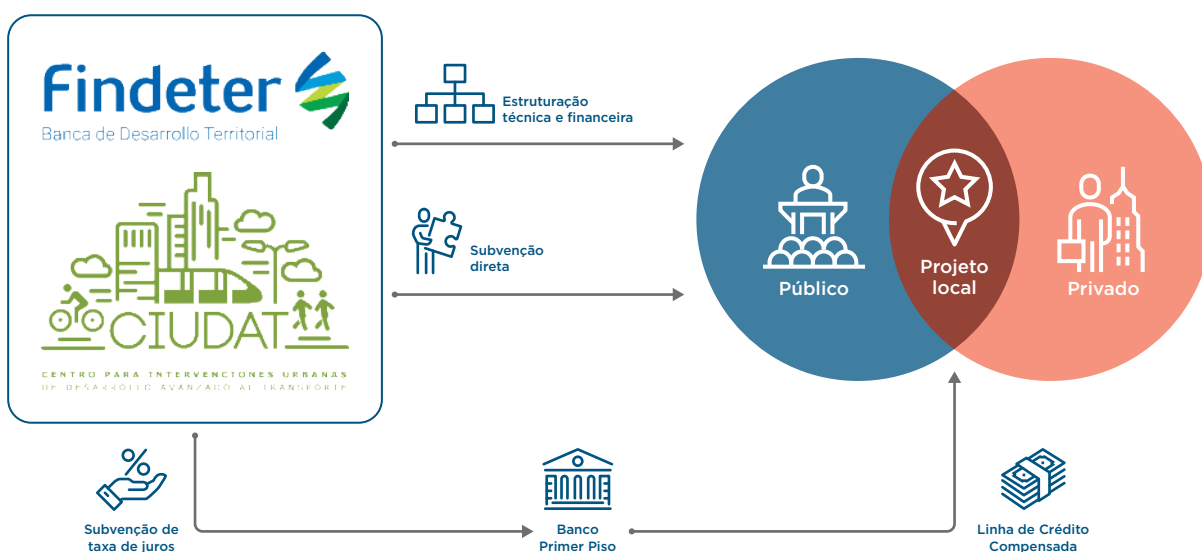 Findeter
Banca de Desarrollo Territorial
CIUDAT
CENTRO PARA INTERVENCIONES URBANAS
DE DESARROLLO AVANZADO AL TRANSPORTE
Estruturação
técnica e financeira
Subvenção
direta
Público
Projeto
local
Privado
Subvenção de
taxa de juros
Banco
Primer Piso
Linha de Crédito
Compensada